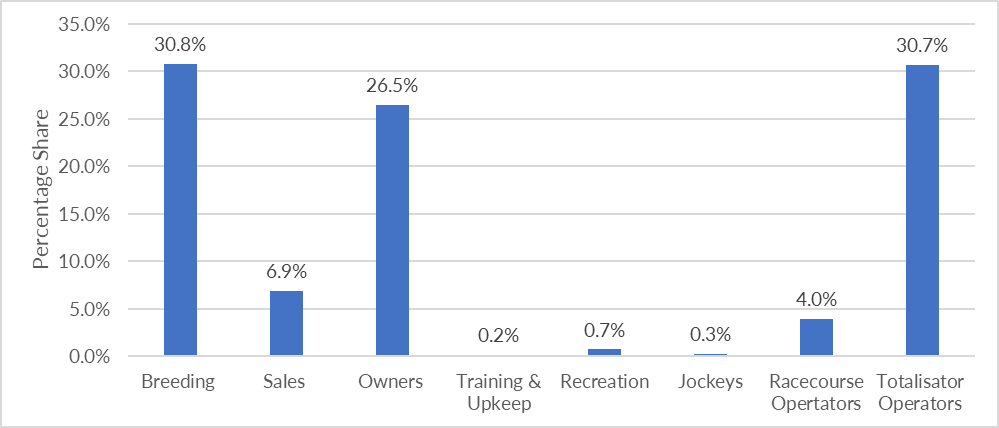 35.0%
30.0%
25.0%
20.0%
15.0%
10.0%
5.0%
0.0%
Percentage Share
30.8%
6.9%
26.5%
0.2%
0.7%
0.3%
4.0%
30.7%
Breeding
Sales
Owners
Training &
Upkeep
Recreation
Jockeys
Racecourse
Opertators
Totalisator
Operators